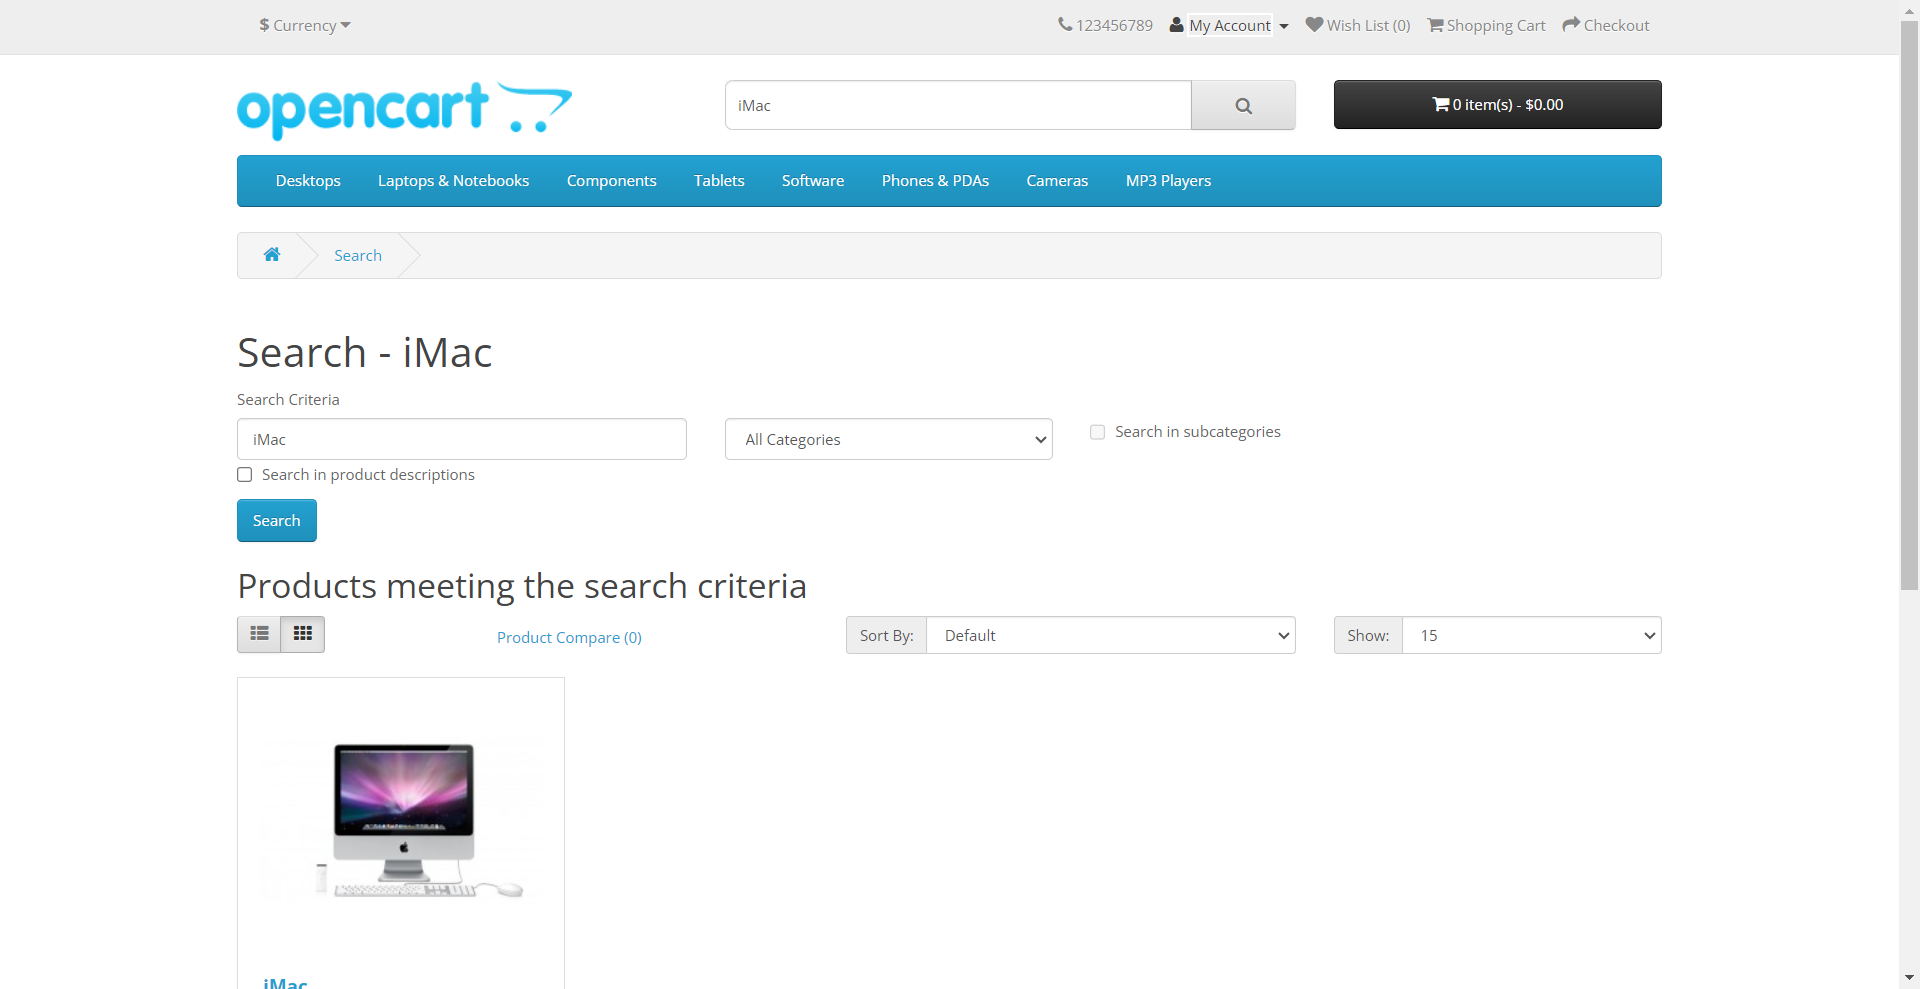 $ Currency
123456789 My Account Wish List (0) Shopping Cart Checkout
opencart
iMac
0 item(s) - $0.00
Desktops Laptops & Notebooks Components Tablets Software Phones & PDAs Cameras MP3 Players
Search
Search - iMac
Search Criteria
iMac
All Categories
Search in subcategories
Search in product descriptions
Search
Products meeting the search criteria
Product Compare (0)
Sort By: Default
Show: 15
iMac